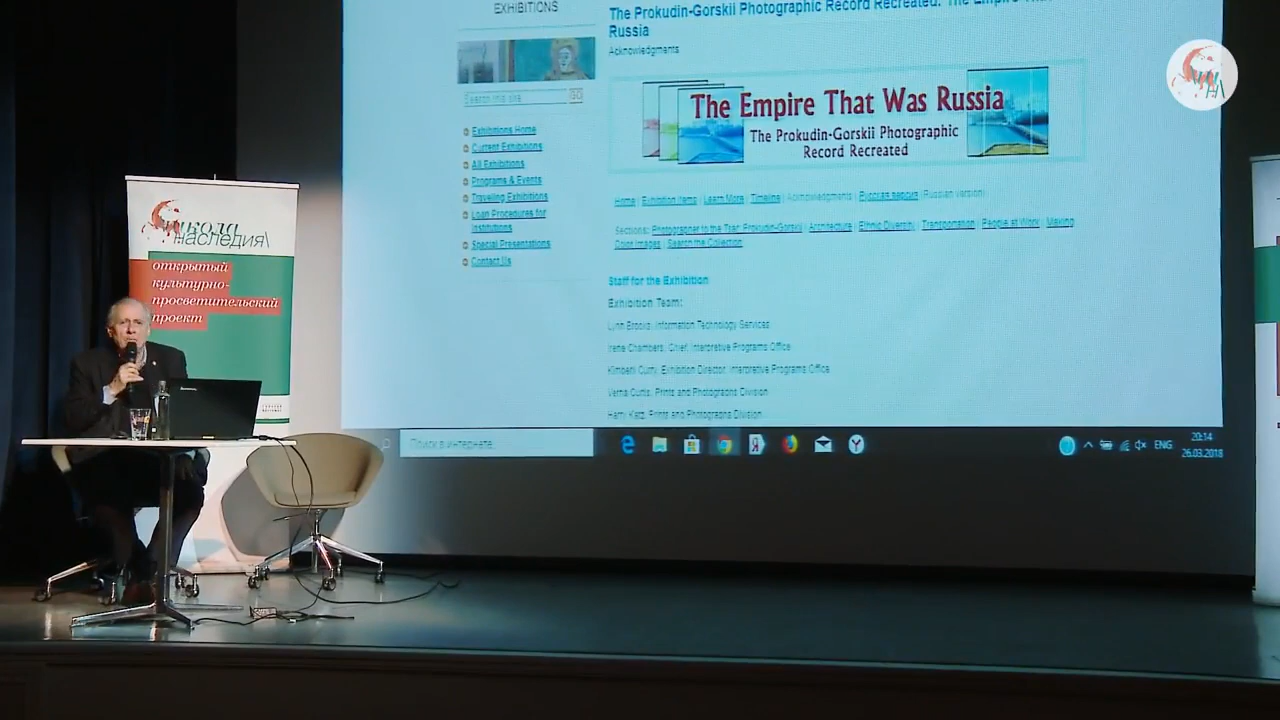 школа
наследия\
открытый
культурно-
просветительский
проект
EXHIBITIONS
Search this site
GO
Exhibitions Home
Current Exhibitions
All Exhibitions
Programs & Events
Traveling Exhibitions
Loan Procedures for
Institutions
Special Presentations
Contact Us
The Prokudin-Gorskii Photographic Record Recreated: The Empire That
Russia
Acknowledgments
The Empire That Was Russia
The Prokudin-Gorskii Photographic
Record Recreated
Home | Exhibition Items | Learn More | Timeline | Acknowledgments | Русская версия (Russian version)
Sections: Photographer to the Tsar: Prokudin-Gorskii | Architecture | Ethnic Diversity | Transportation | People at Work | Making
Color Images | Search the Collection
Staff for the Exhibition
Exhibition Team:
Lynn Brooks, Information Technology Services
Irene Chambers, Chief, Interpretive Programs Office
Kimberli Curry, Exhibition Director, Interpretive Programs Office
Verna Curtis, Prints and Photographs Division
Harry Katz, Prints and Photographs Division
Поиск в интернете
ENG
20:14
26.03.2018